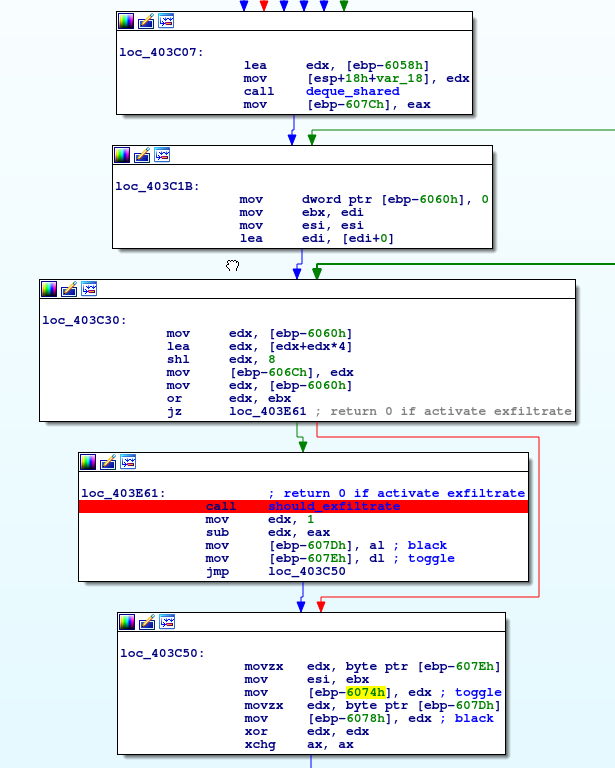 loc_403C07:
lea edx, [ebp-6058h]
mov [esp+18h+var_18], edx
call deque_shared
mov [ebp-607Ch], eax
loc_403C1B:
mov dword ptr [ebp-6060h], 0
mov ebx, edi
mov esi, esi
lea edi, [edi+0]
loc_403C30:
mov edx, [ebp-6060h]
lea edx, [edx+edx*4]
shl edx, 8
mov [ebp-606Ch], edx
mov edx, [ebp-6060h]
or edx, ebx
jz loc_403E61 ; return 0 if activate exfiltrate
loc_403E61: ; return 0 if activate exfiltrate
call should_exfiltrate
mov edx, 1
sub edx, eax
mov [ebp-607Dh], al ; black
mov [ebp-607Eh], dl ; toggle
jmp loc_403C50
loc_403C50:
movzx edx, byte ptr [ebp-607Eh]
mov esi, ebx
mov [ebp-6074h], edx ; toggle
movzx edx, byte ptr [ebp-607Dh]
mov [ebp-6078h], edx ; black
xor edx, edx
xchg ax, ax